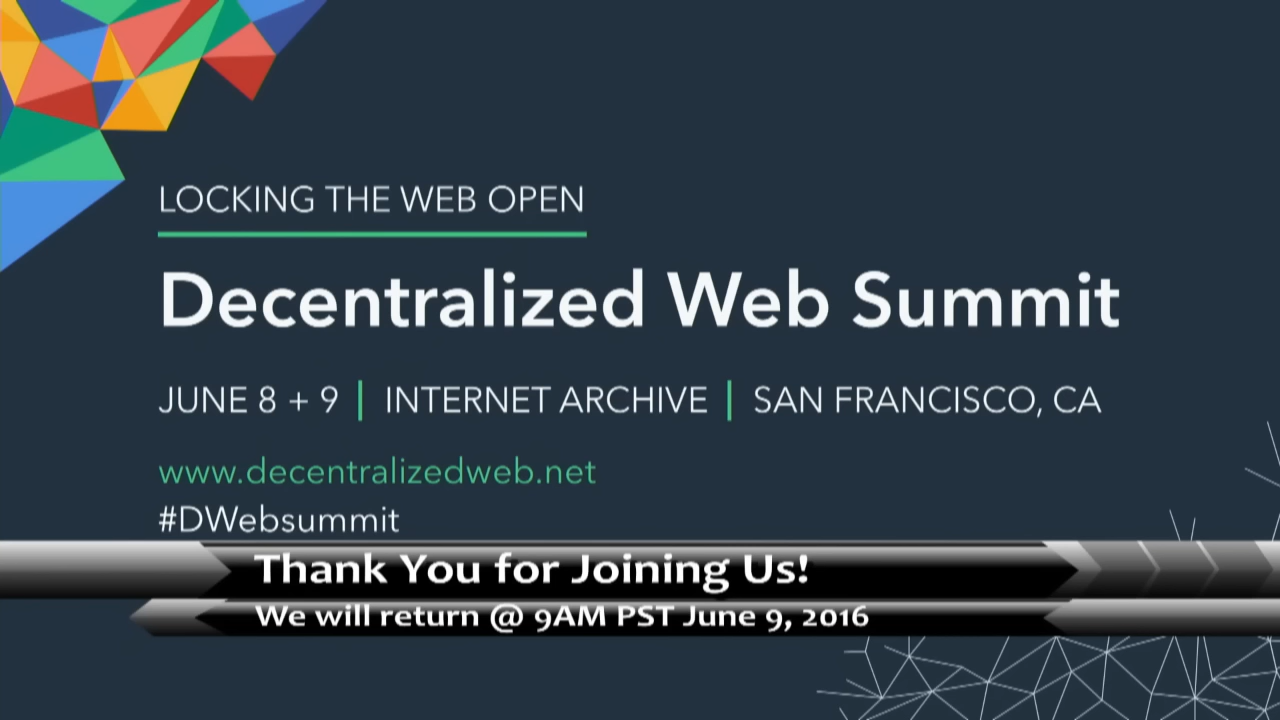 LOCKING THE WEB OPEN
Decentralized Web Summit
JUNE 8 + 9 | INTERNET ARCHIVE | SAN FRANCISCO, CA
www.decentralizedweb.net
#DWebsummit
Thank You for Joining Us!
We will return @ 9AM PST June 9, 2016